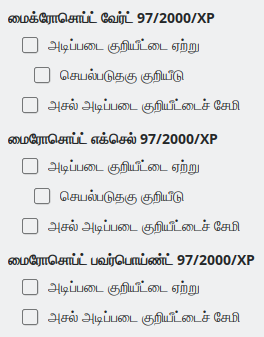 மைக்ரோசொப்ட் வேர்ட் 97/2000/XP
அடிப்படை குறியீட்டை ஏற்று
செயல்படுதகு குறியீடு
அசல் அடிப்படை குறியீட்டைச் சேமி
மைரோசொப்ட் எக்செல் 97/2000/XP
அடிப்படை குறியீட்டை ஏற்று
செயல்படுதகு குறியீடு
அசல் அடிப்படை குறியீட்டைச் சேமி
மைரோசொப்ட் பவர்பொய்ண்ட் 97/2000/XP
அடிப்படை குறியீட்டை ஏற்று
அசல் அடிப்படை குறியீட்டைச் சேமி